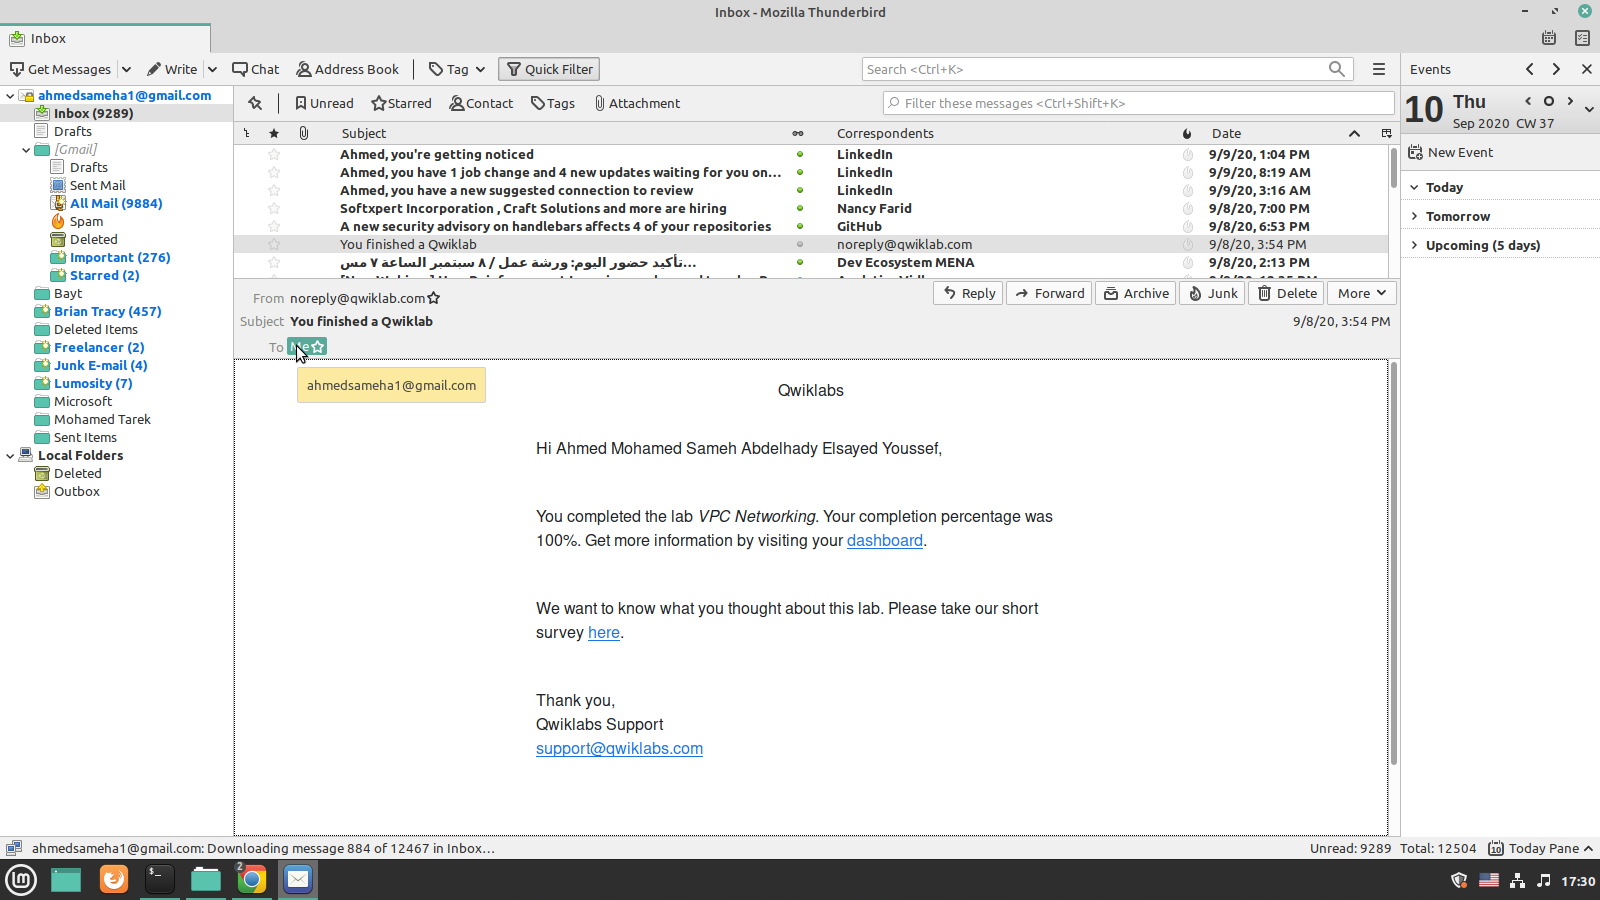 Inbox - Mozilla Thunderbird
Inbox
Get Messages Write Chat Address Book Tag Quick Filter Search <Ctrl+K> Events
Unread Starred Contact Tags Attachment Filter these messages <Ctrl+Shift+K>
10 Thu
Sep 2020 CW 37
New Event
Today
Tomorrow
Upcoming (5 days)
ahmedsameha1@gmail.com
Inbox (9289)
Drafts
[Gmail]
Drafts
Sent Mail
All Mail (9884)
Spam
Deleted
Important (276)
Starred (2)
Bayt
Brian Tracy (457)
Deleted Items
Freelancer (2)
Junk E-mail (4)
Lumosity (7)
Microsoft
Mohamed Tarek
Sent Items
Local Folders
Deleted
Outbox
Subject Correspondents Date
Ahmed, you're getting noticed LinkedIn 9/9/20, 1:04 PM
Ahmed, you have 1 job change and 4 new updates waiting for you on... LinkedIn 9/9/20, 8:19 AM
Ahmed, you have a new suggested connection to review LinkedIn 9/9/20, 3:16 AM
Softxpert Incorporation , Craft Solutions and more are hiring Nancy Farid 9/8/20, 7:00 PM
A new security advisory on handlebars affects 4 of your repositories GitHub 9/8/20, 6:53 PM
You finished a Qwiklab noreply@qwiklab.com 9/8/20, 3:54 PM
تأكيد حضور اليوم: ورشة عمل / ٨ سبتمبر الساعة ٧ مس... Dev Ecosystem MENA 9/8/20, 2:13 PM
From noreply@qwiklab.com Reply Forward Archive Junk Delete More
Subject You finished a Qwiklab 9/8/20, 3:54 PM
To Me
ahmedsameha1@gmail.com
Qwiklabs
Hi Ahmed Mohamed Sameh Abdelhady Elsayed Youssef,
You completed the lab VPC Networking. Your completion percentage was
100%. Get more information by visiting your dashboard.
We want to know what you thought about this lab. Please take our short
survey here.
Thank you,
Qwiklabs Support
support@qwiklabs.com
ahmedsameha1@gmail.com: Downloading message 884 of 12467 in Inbox... Unread: 9289 Total: 12504 10 Today Pane
2
17:30